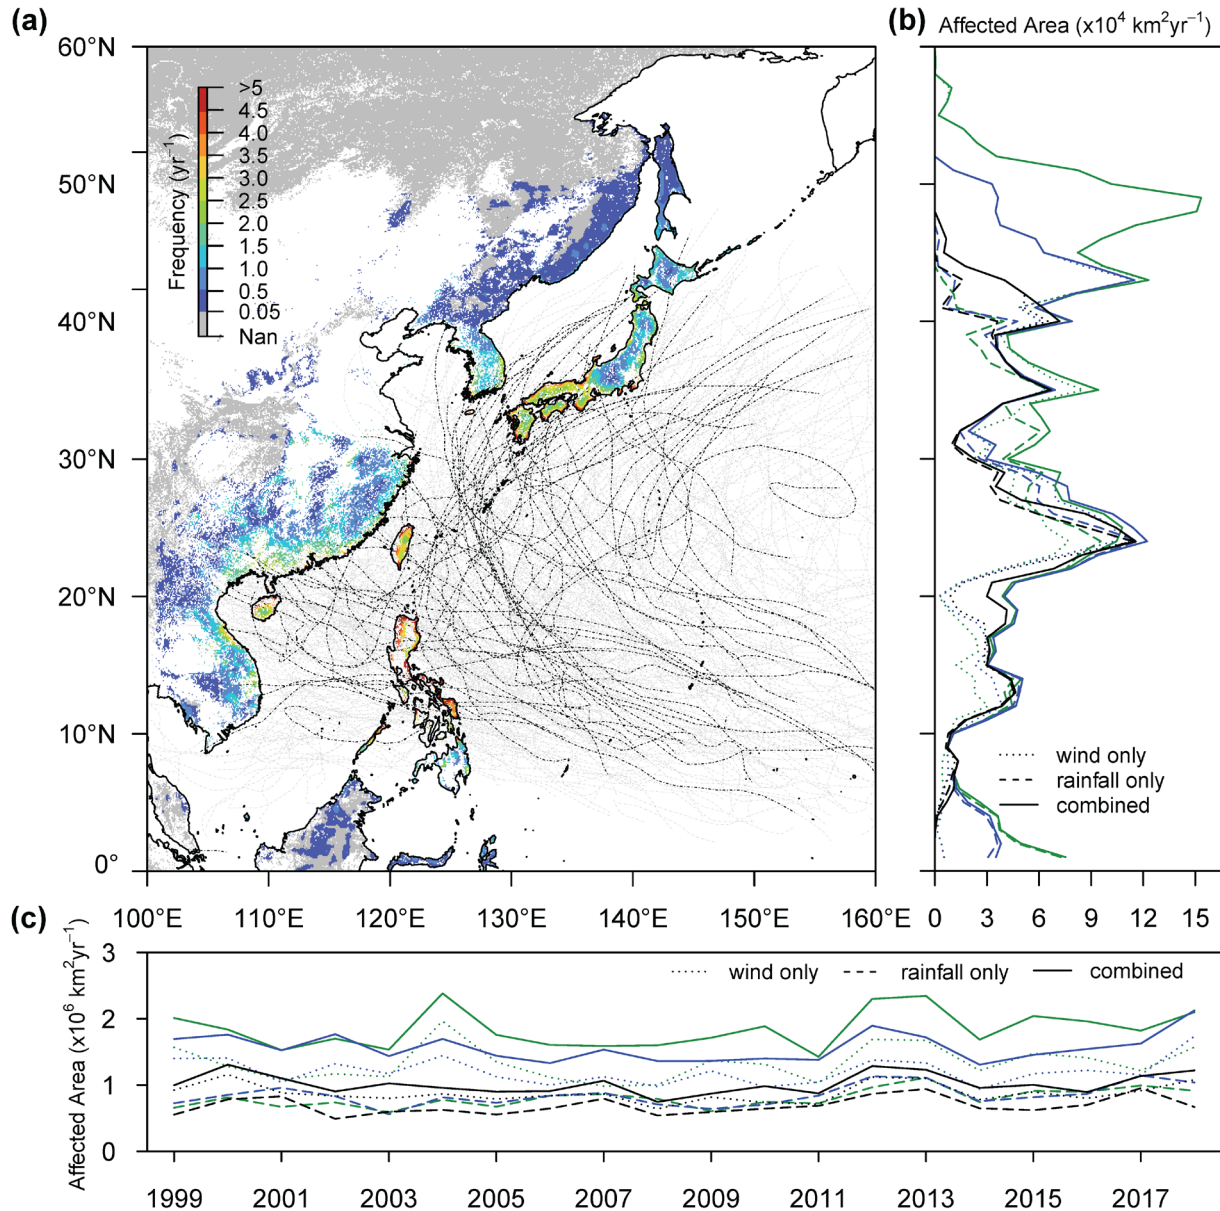 (a)
60°N
50°N
40°N
30°N
20°N
10°N
0°
100°E 110°E 120°E 130°E 140°E 150°E 160°E
Frequency (yr⁻¹)
>5
4.5
4.0
3.5
3.0
2.5
2.0
1.5
1.0
0.5
0.05
Nan
(b)
Affected Area (x10⁴ km²yr⁻¹)
wind only
rainfall only
combined
0 3 6 9 12 15
(c)
Affected Area (x10⁶ km²yr⁻¹)
3
2
1
0
wind only rainfall only combined
1999 2001 2003 2005 2007 2009 2011 2013 2015 2017